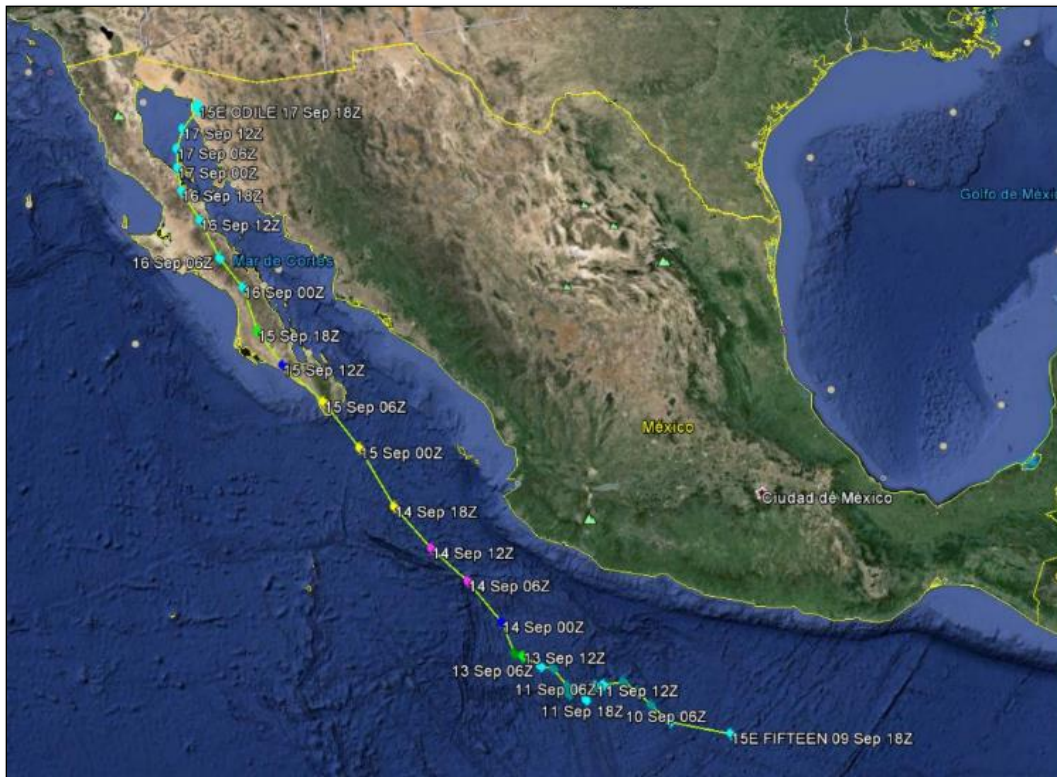 15E ODILE 17 Sep 18Z
17 Sep 12Z
17 Sep 06Z
17 Sep 00Z
16 Sep 18Z
Golfo de Méxic
16 Sep 12Z
16 Sep 06Z
Mar de Cortés
16 Sep 00Z
15 Sep 18Z
15 Sep 12Z
15 Sep 06Z
México
15 Sep 00Z
Ciudad de México
14 Sep 18Z
14 Sep 12Z
14 Sep 06Z
14 Sep 00Z
13 Sep 12Z
13 Sep 06Z
11 Sep 06Z
11 Sep 12Z
11 Sep 18Z
10 Sep 06Z
15E FIFTEEN 09 Sep 18Z